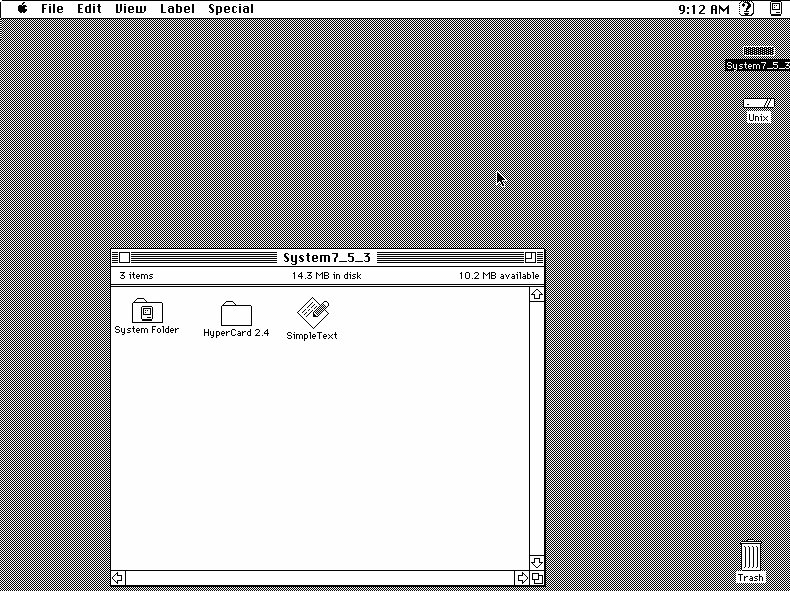 File Edit View Label Special 9:12 AM
System7_5_3
Unix
System7_5_3
3 items 14.3 MB in disk 10.2 MB available
System Folder HyperCard 2.4 SimpleText
Trash